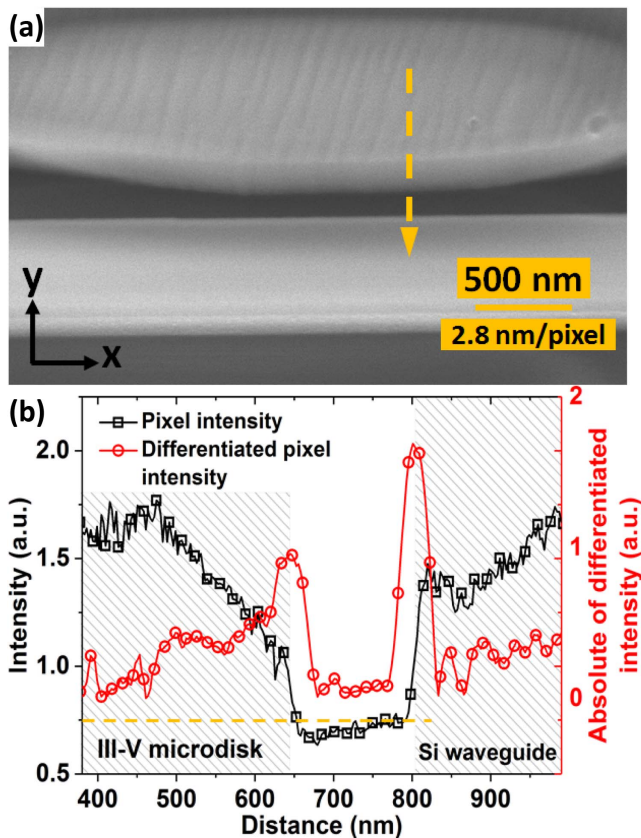 (a)
y
x
500 nm
2.8 nm/pixel
(b)
Pixel intensity
Differentiated pixel
intensity
2.0
1.5
1.0
0.5
Intensity (a.u.)
2
1
0
Absolute of differentiated
intensity (a.u.)
III-V microdisk
Si waveguide
400 500 600 700 800 900
Distance (nm)